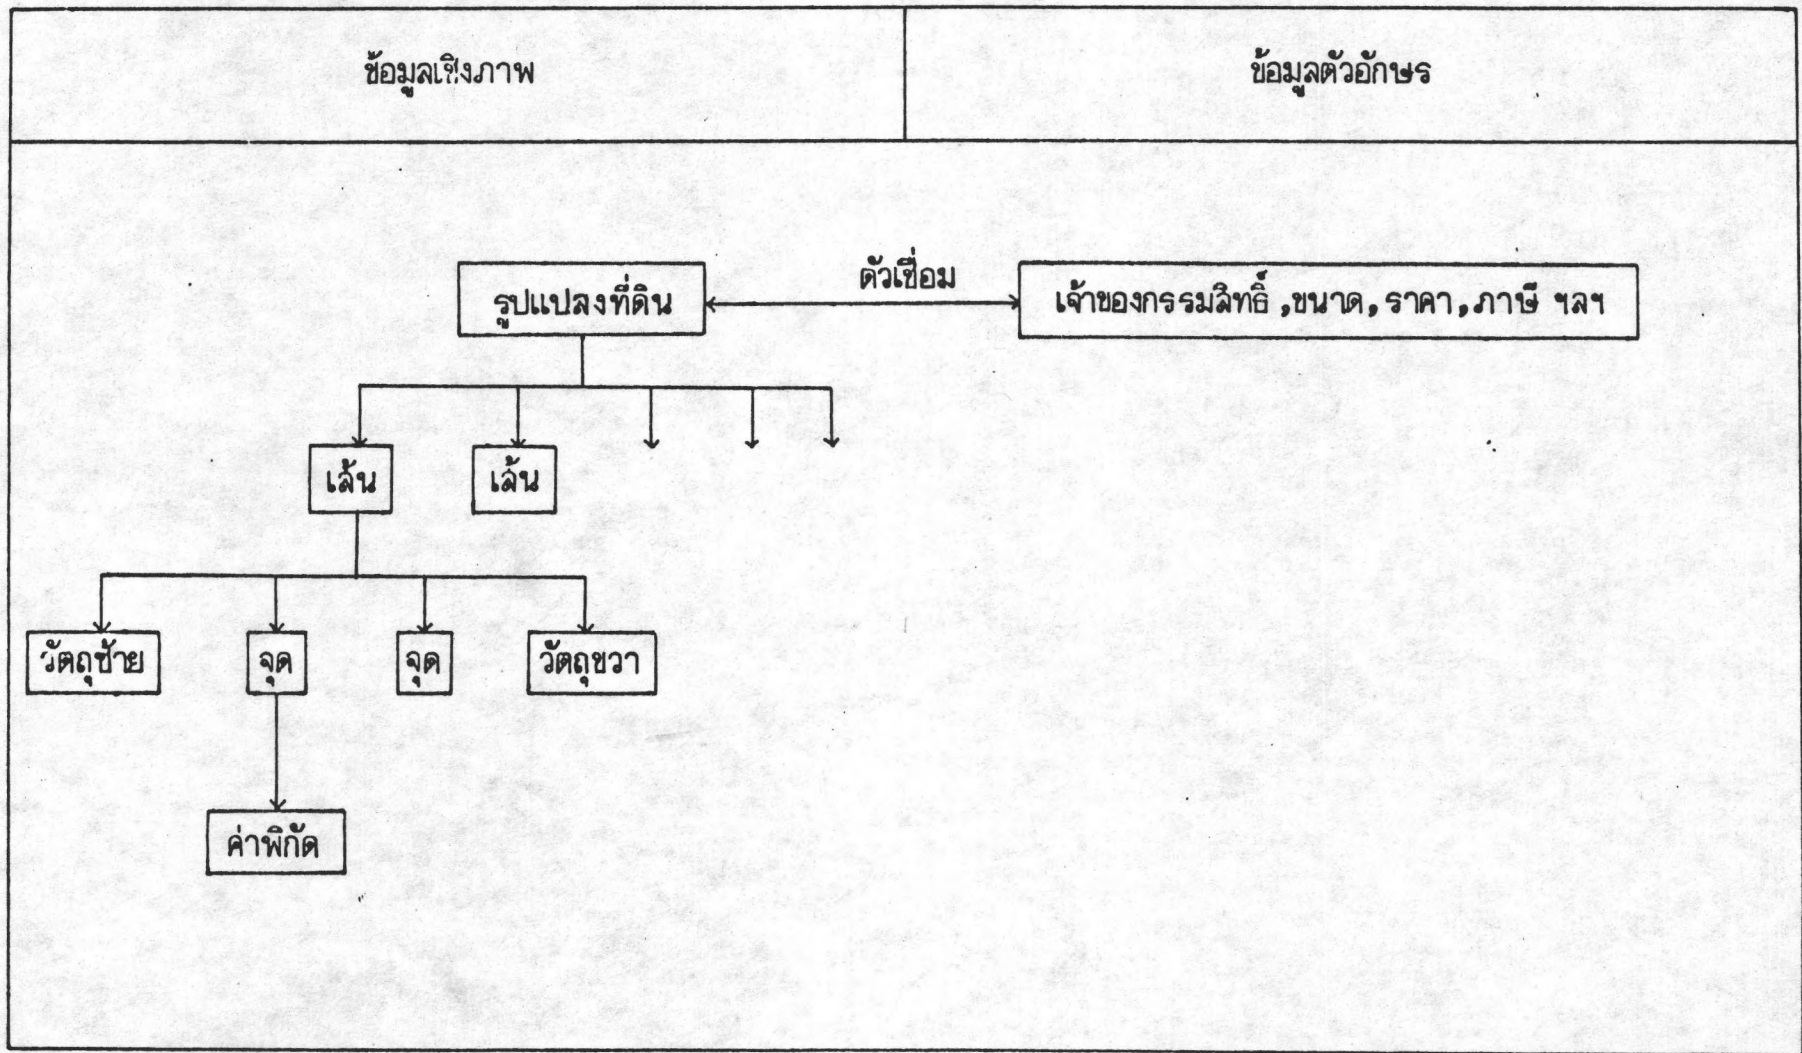 ข้อมูลเชิงภาพ ข้อมูลตัวอักษร
ตัวเชื่อม
รูปแปลงที่ดิน เจ้าของกรรมสิทธิ์ ,ขนาด, ราคา,ภาษี ฯลฯ
เส้น เส้น
วัตถุซ้าย จุด จุด วัตถุขวา
ค่าพิกัด